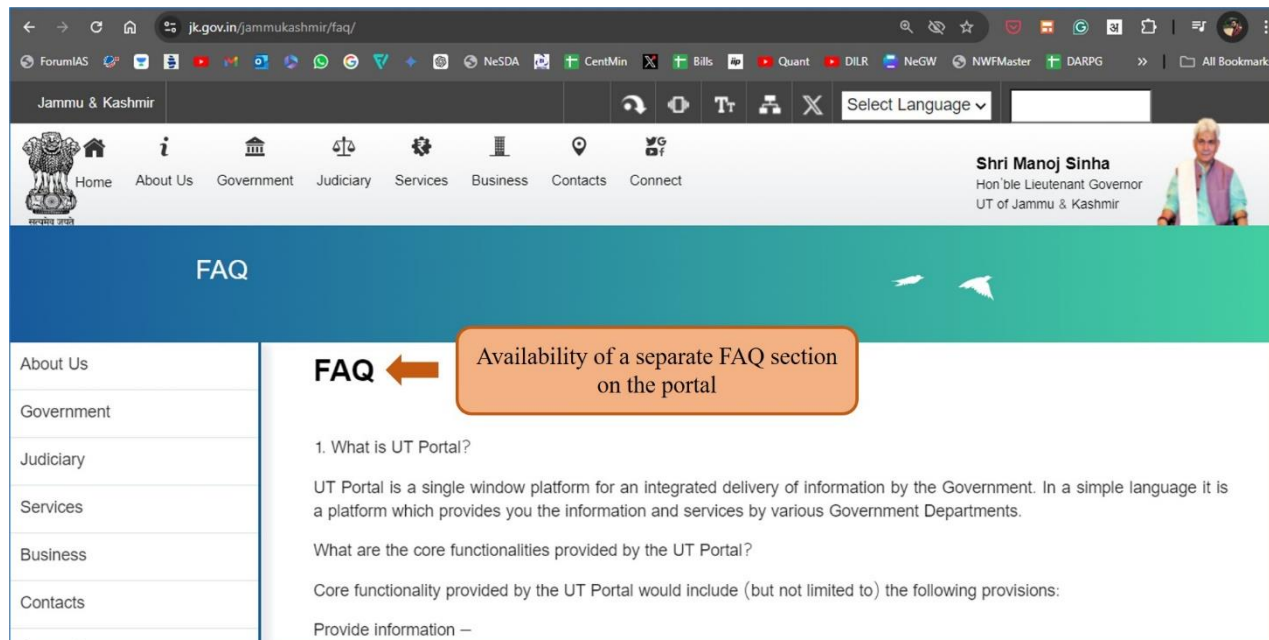 jk.gov.in/jammukashmir/faq/
ForumIAS NeSDA CentMin Bills iip Quant DILR NeGW NWFMaster DARPG » All Bookmark
Jammu & Kashmir Tт Select Language
Home About Us Government Judiciary Services Business Contacts Connect
सत्यमेव जयते
Shri Manoj Sinha
Hon'ble Lieutenant Governor
UT of Jammu & Kashmir
FAQ
About Us
Government
Judiciary
Services
Business
Contacts
FAQ
Availability of a separate FAQ section
on the portal
1. What is UT Portal?
UT Portal is a single window platform for an integrated delivery of information by the Government. In a simple language it is
a platform which provides you the information and services by various Government Departments.
What are the core functionalities provided by the UT Portal?
Core functionality provided by the UT Portal would include (but not limited to) the following provisions:
Provide information –